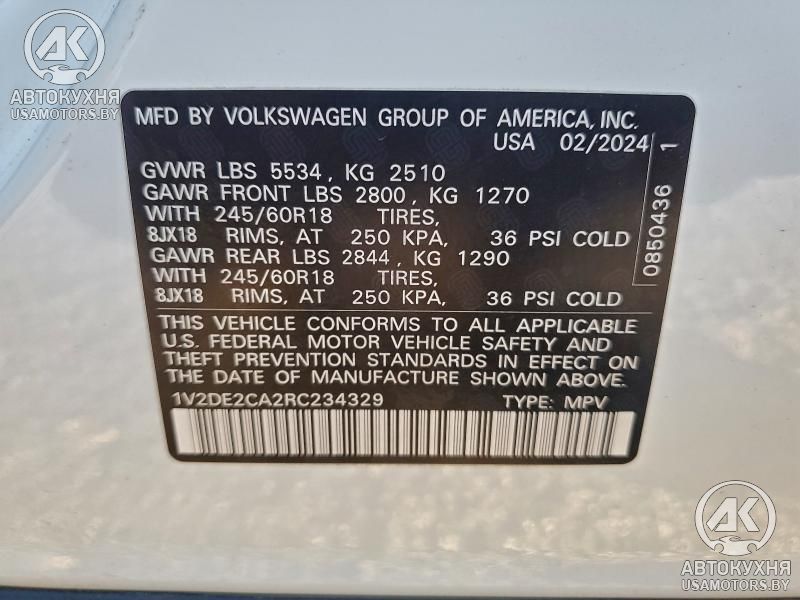 AK
АВТОКУХНЯ
USAMOTORS.BY
MFD BY VOLKSWAGEN GROUP OF AMERICA, INC.
USA 02/2024
GVWR LBS 5534, KG 2510
GAWR FRONT LBS 2800, KG 1270
WITH 245/60R18 TIRES,
8JX18 RIMS, AT 250 KPA, 36 PSI COLD
GAWR REAR LBS 2844, KG 1290
WITH 245/60R18 TIRES,
8JX18 RIMS, AT 250 KPA, 36 PSI COLD
THIS VEHICLE CONFORMS TO ALL APPLICABLE
U.S. FEDERAL MOTOR VEHICLE SAFETY AND
THEFT PREVENTION STANDARDS IN EFFECT ON
THE DATE OF MANUFACTURE SHOWN ABOVE.
1V2DE2CA2RC234329 TYPE: MPV
0850436 1
AK
АВТОКУХНЯ
USAMOTORS.BY